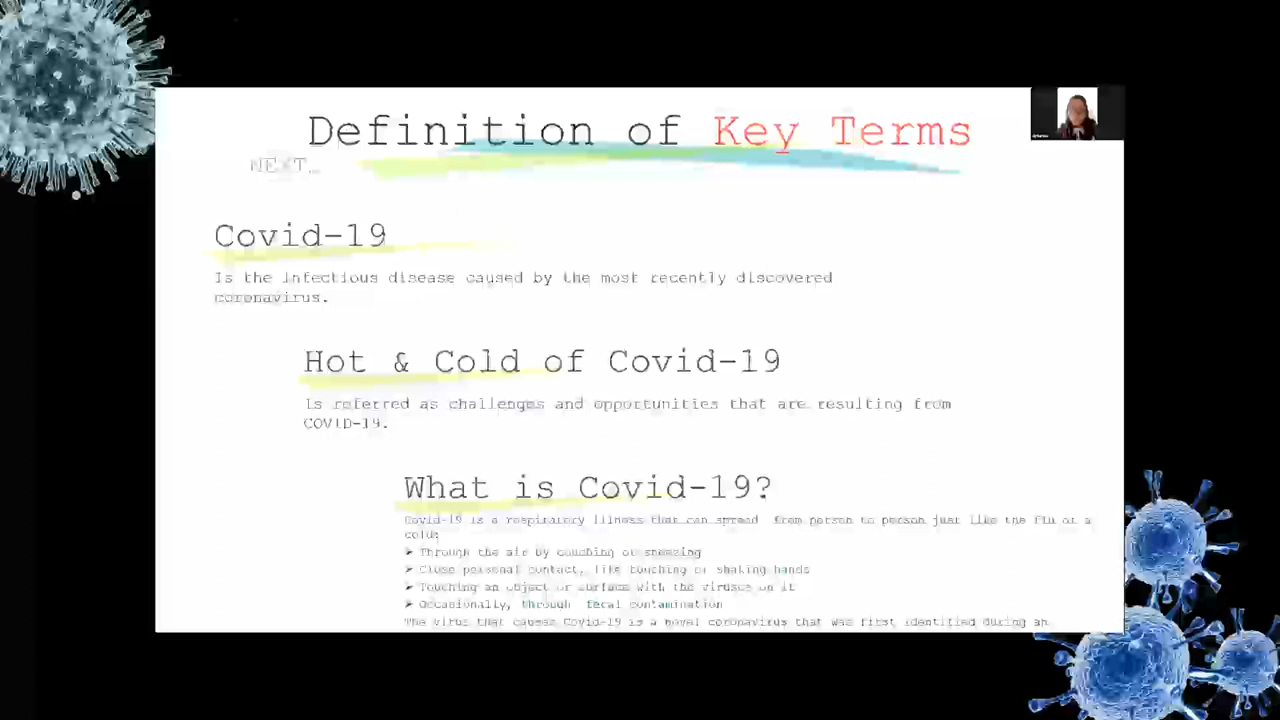 Definition of Key Terms
NEXT…
Covid-19
Is the infectious disease caused by the most recently discovered
coronavirus.
Hot & Cold of Covid-19
Is referred as challenges and opportunities that are resulting from
COVID-19.
What is Covid-19?
Covid-19 is a respiratory illness that can spread from person to person just like the flu or a
cold:
➤ Through the air by coughing or sneezing
➤ Close personal contact, like touching or shaking hands
➤ Touching an object or surface with the viruses on it
➤ Occasionally, through fecal contamination
The virus that causes Covid-19 is a novel coronavirus that was first identified during an